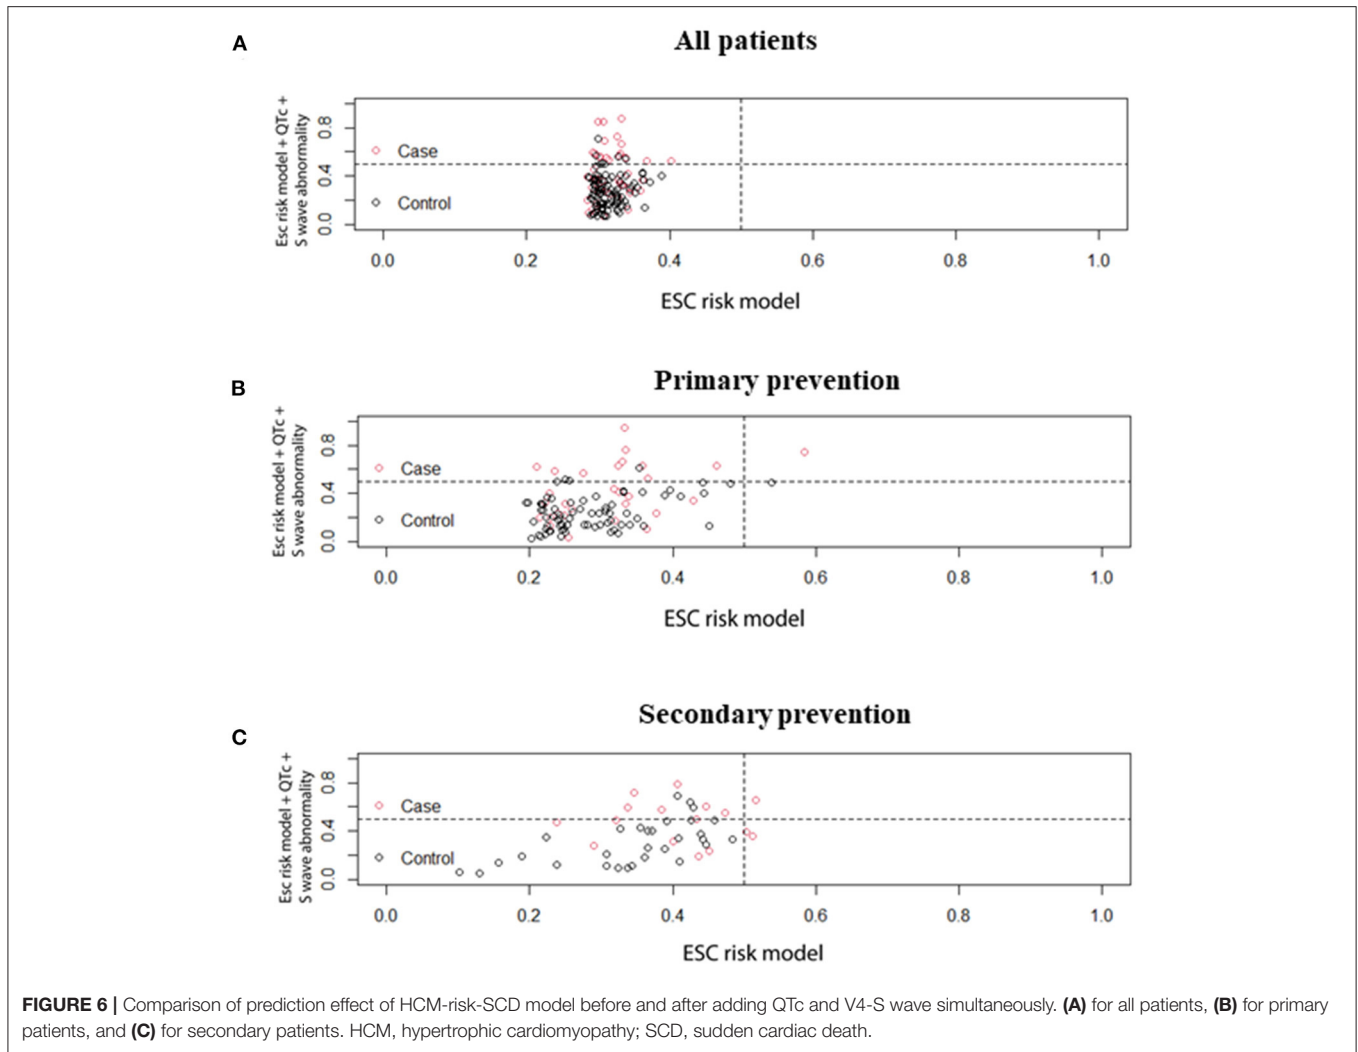 A
All patients
Esc risk model + QTc +
S wave abnormality
0.8
0.4
0.0
Case
Control
0.0 0.2 0.4 0.6 0.8 1.0
ESC risk model
B
Primary prevention
Esc risk model + QTc +
S wave abnormality
0.8
0.4
0.0
Case
Control
0.0 0.2 0.4 0.6 0.8 1.0
ESC risk model
C
Secondary prevention
Esc risk model + QTc +
S wave abnormality
0.8
0.4
0.0
Case
Control
0.0 0.2 0.4 0.6 0.8 1.0
ESC risk model
FIGURE 6 | Comparison of prediction effect of HCM-risk-SCD model before and after adding QTc and V4-S wave simultaneously. (A) for all patients, (B) for primary
patients, and (C) for secondary patients. HCM, hypertrophic cardiomyopathy; SCD, sudden cardiac death.